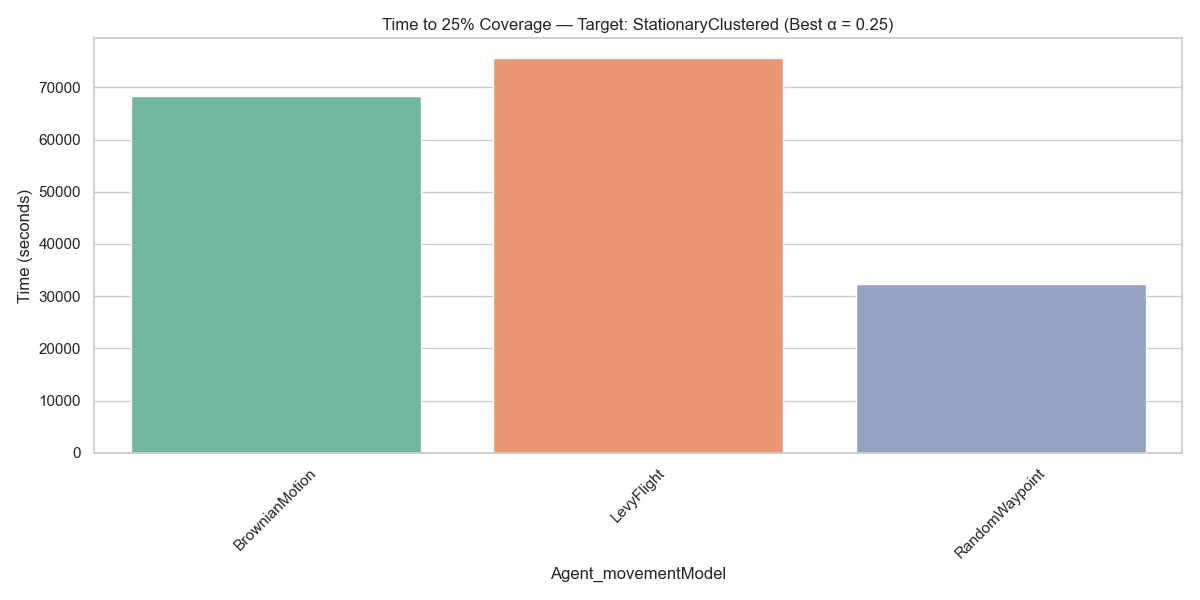 Time to 25% Coverage — Target: StationaryClustered (Best α = 0.25)
Time (seconds)
70000
60000
50000
40000
30000
20000
10000
0
BrownianMotion
LevyFlight
RandomWaypoint
Agent_movementModel